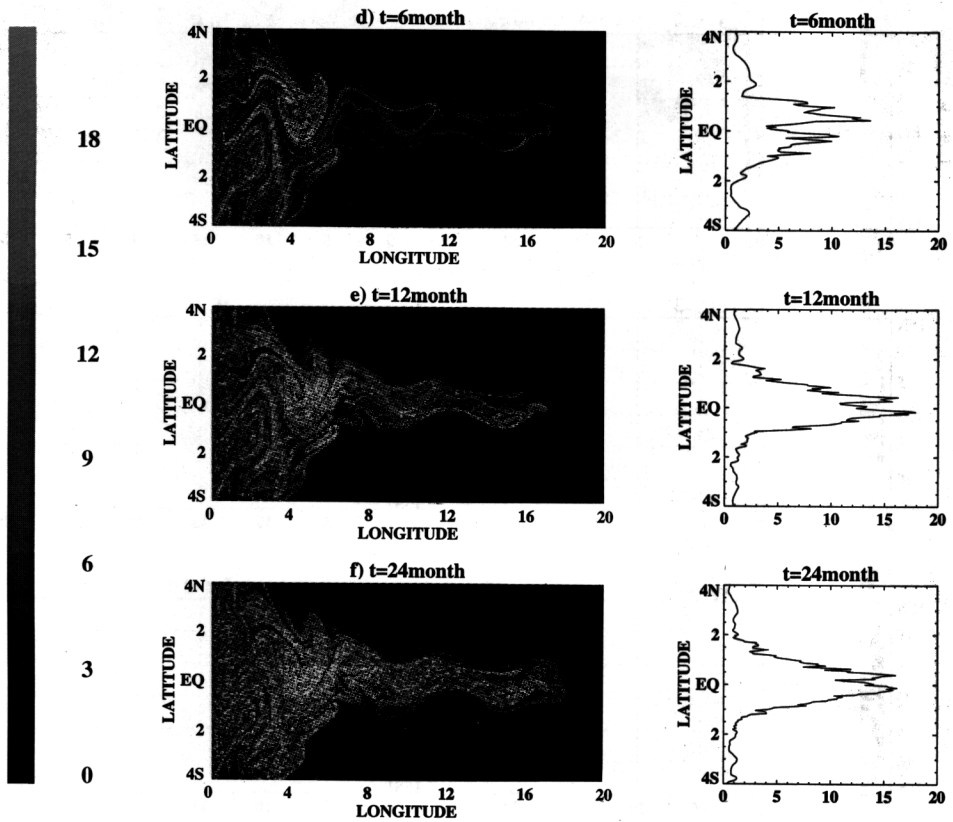 18
15
12
9
6
3
0
d) t=6month
4N
2
EQ
2
4S
LATITUDE
0 4 8 12 16 20
LONGITUDE
t=6month
4N
2
EQ
2
4S
LATITUDE
0 5 10 15 20
e) t=12month
4N
2
EQ
2
4S
LATITUDE
0 4 8 12 16 20
LONGITUDE
t=12month
4N
2
EQ
2
4S
LATITUDE
0 5 10 15 20
f) t=24month
4N
2
EQ
2
4S
LATITUDE
0 4 8 12 16 20
LONGITUDE
t=24month
4N
2
EQ
2
4S
LATITUDE
0 5 10 15 20